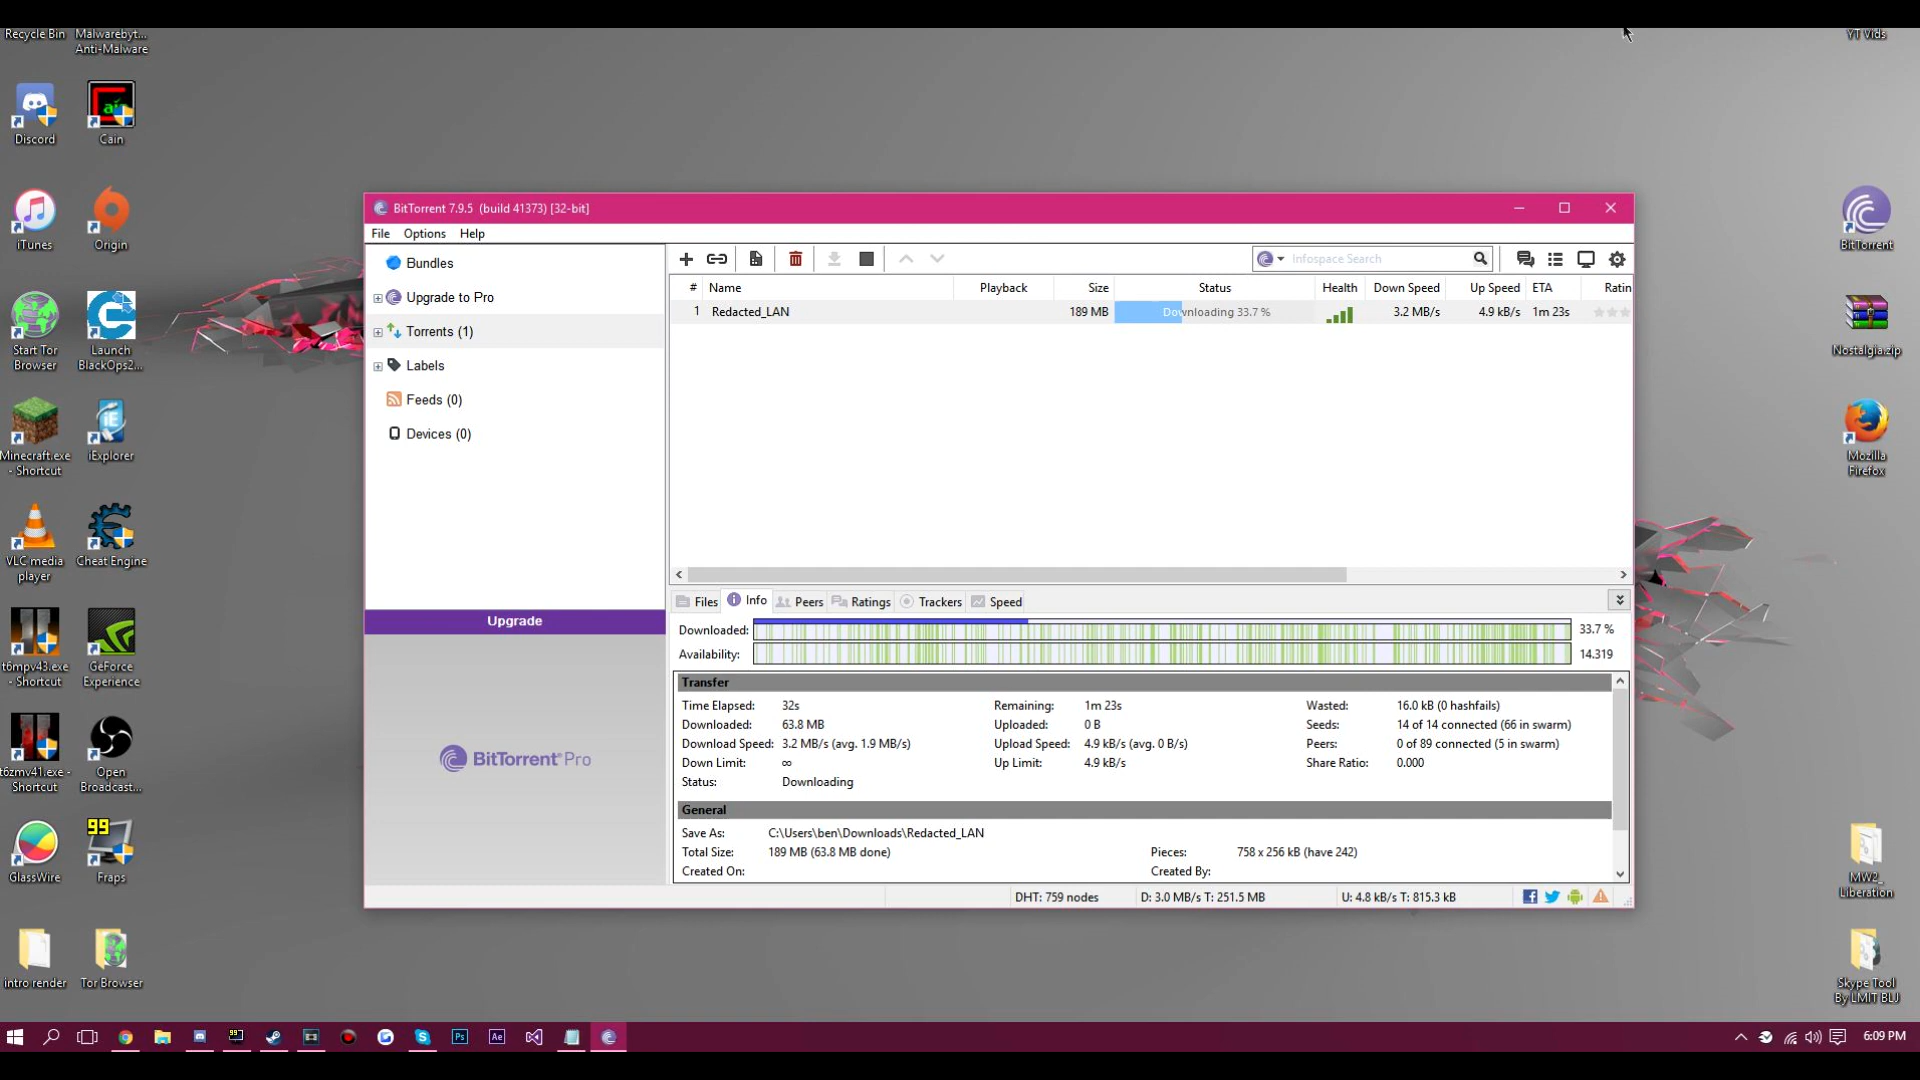 Recycle Bin
Malwarebyt...
Anti-Malware
YT Vids
Discord
Cain
iTunes
Origin
Start Tor
Browser
Launch
BlackOps2...
Minecraft.exe
- Shortcut
iExplorer
VLC media
player
Cheat Engine
t6mpv43.exe
- Shortcut
GeForce
Experience
t6zmv41.exe -
Shortcut
Open
Broadcast...
GlassWire
99
Fraps
intro render
Tor Browser
BitTorrent
Nostalgia.zip
Mozilla
Firefox
MW2_
Liberation
Skype Tool
By LMIT BLJ
BitTorrent 7.9.5 (build 41373) [32-bit]
File Options Help
Bundles
Upgrade to Pro
Torrents (1)
Labels
Feeds (0)
Devices (0)
Upgrade
BitTorrent Pro
Infospace Search
# Name Playback Size Status Health Down Speed Up Speed ETA Ratin
1 Redacted_LAN 189 MB Downloading 33.7 % 3.2 MB/s 4.9 kB/s 1m 23s
Files Info Peers Ratings Trackers Speed
Downloaded: 33.7 %
Availability: 14.319
Transfer
Time Elapsed: 32s Remaining: 1m 23s Wasted: 16.0 kB (0 hashfails)
Downloaded: 63.8 MB Uploaded: 0 B Seeds: 14 of 14 connected (66 in swarm)
Download Speed: 3.2 MB/s (avg. 1.9 MB/s) Upload Speed: 4.9 kB/s (avg. 0 B/s) Peers: 0 of 89 connected (5 in swarm)
Down Limit: ∞ Up Limit: 4.9 kB/s Share Ratio: 0.000
Status: Downloading
General
Save As: C:\Users\ben\Downloads\Redacted_LAN
Total Size: 189 MB (63.8 MB done) Pieces: 758 x 256 kB (have 242)
Created On: Created By:
DHT: 759 nodes D: 3.0 MB/s T: 251.5 MB U: 4.8 kB/s T: 815.3 kB
99 Ps Ae
6:09 PM